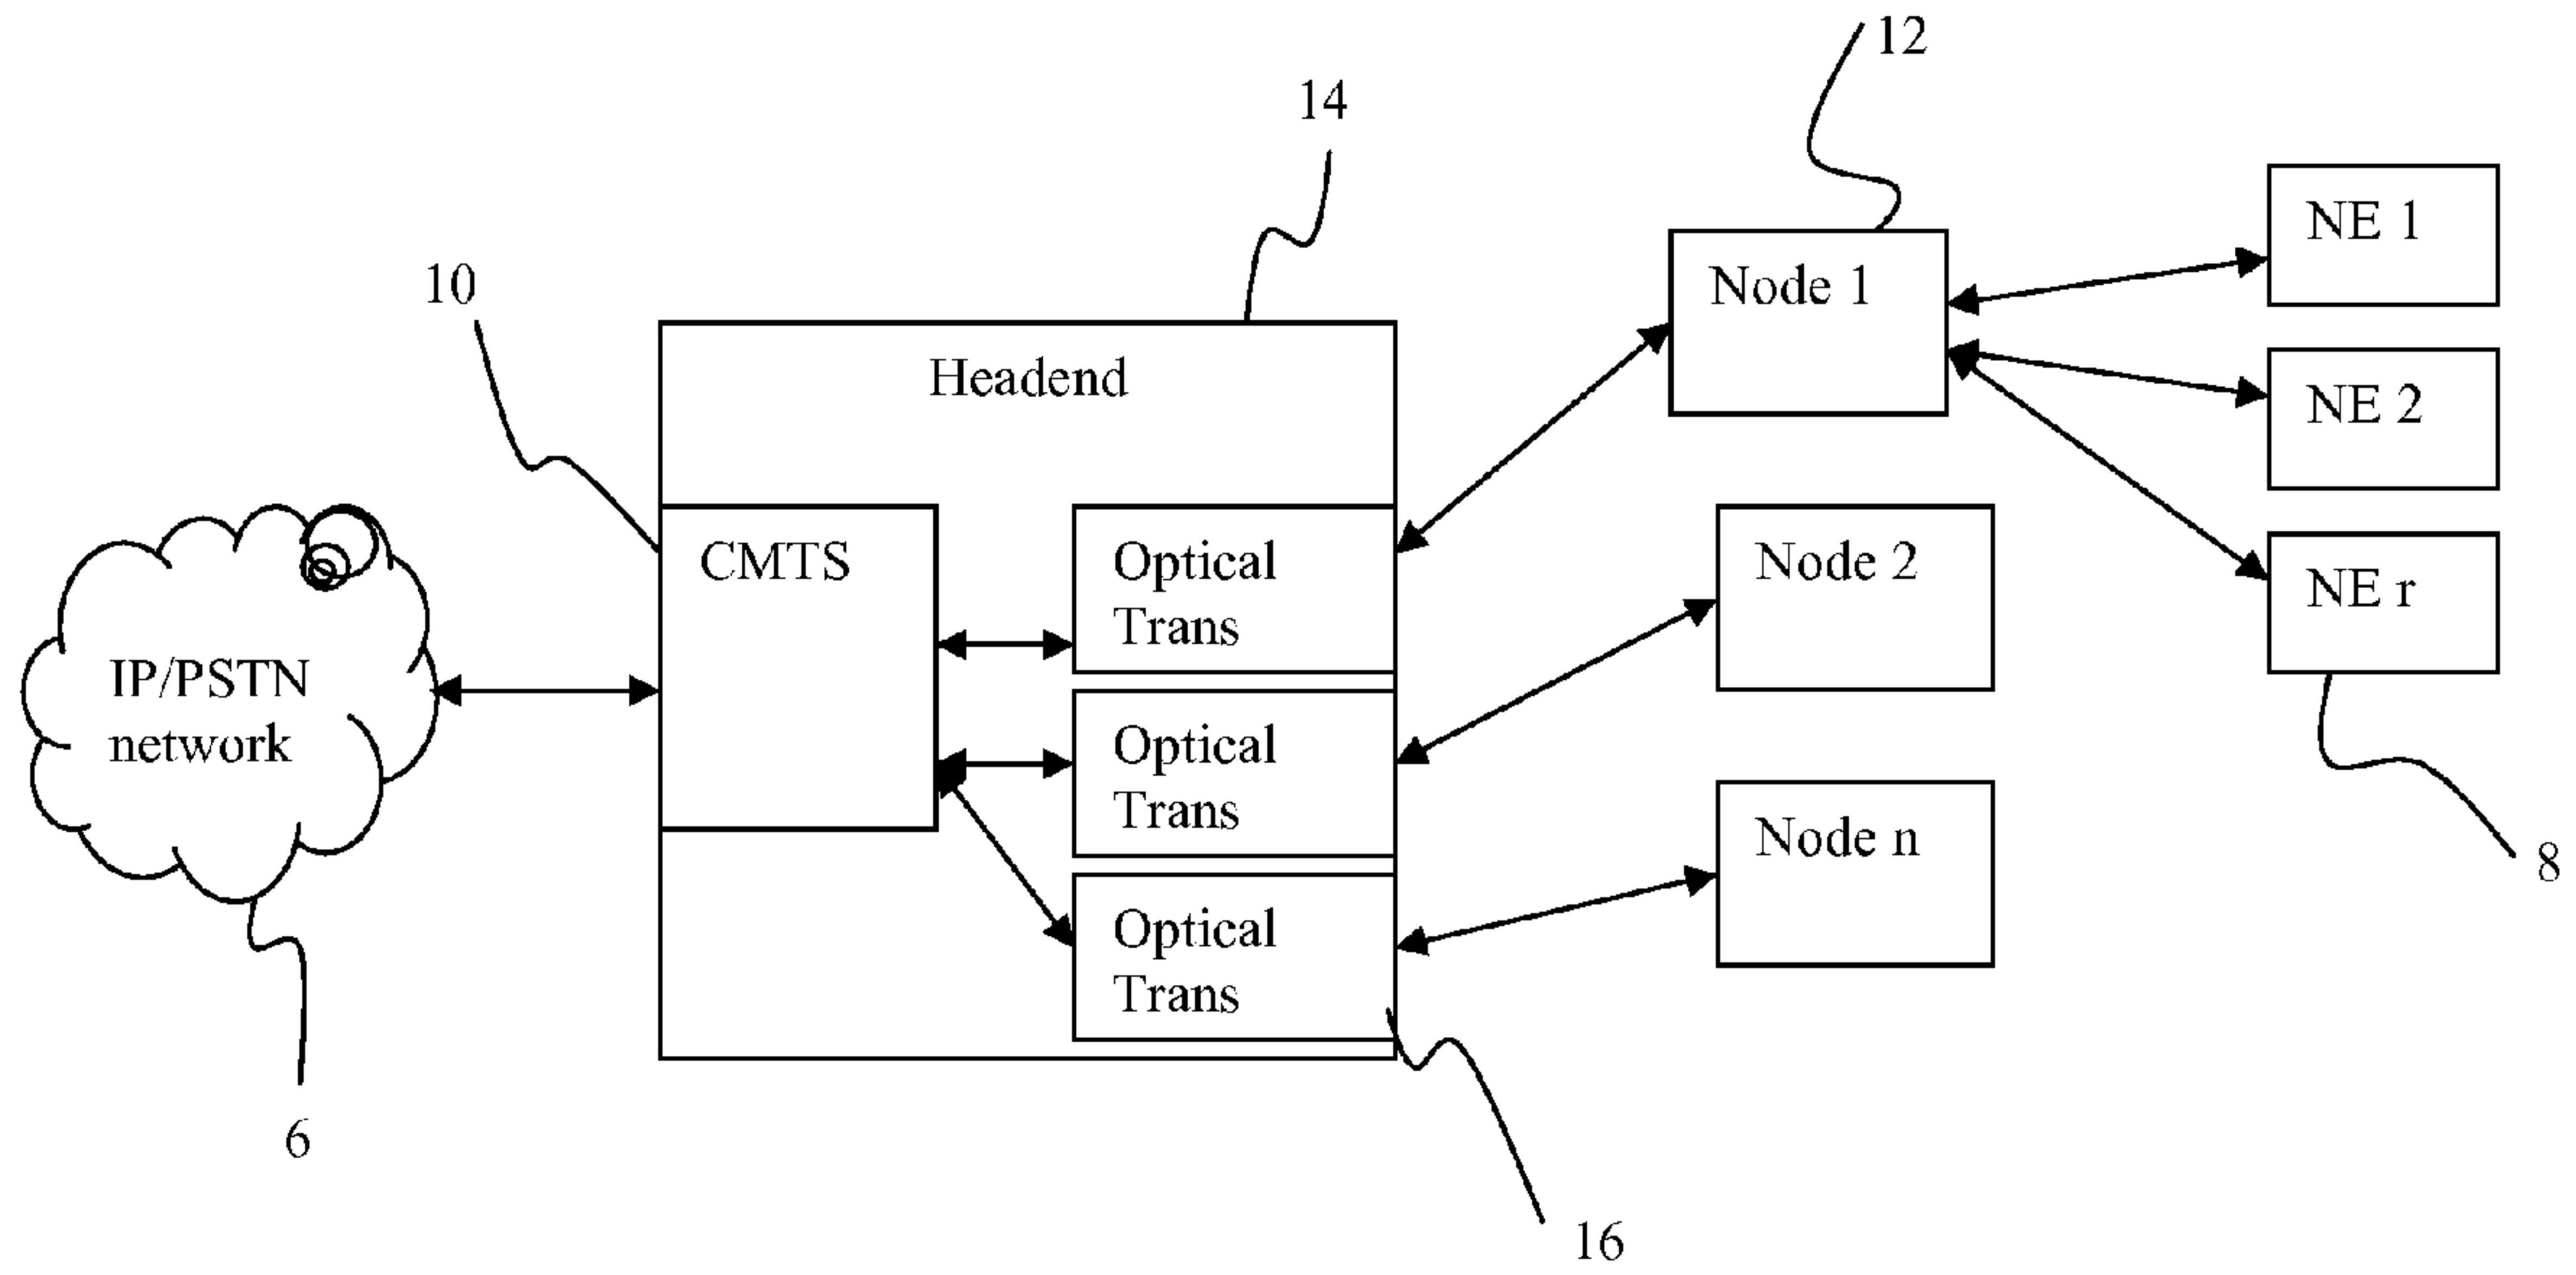 12
14
NE 1
10
Node 1
Headend
NE 2
CMTS
Optical
Trans
Node 2
NE r
IP/PSTN
network
Optical
Trans
Node n
8
Optical
Trans
6
16